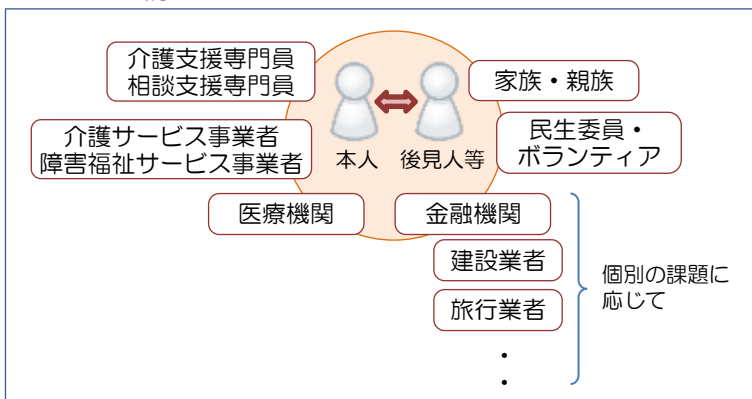 介護支援専門員
相談支援専門員
家族・親族
介護サービス事業者
障害福祉サービス事業者
民生委員・
ボランティア
本人
後見人等
医療機関
金融機関
建設業者
旅行業者
・
・
個別の課題に
応じて